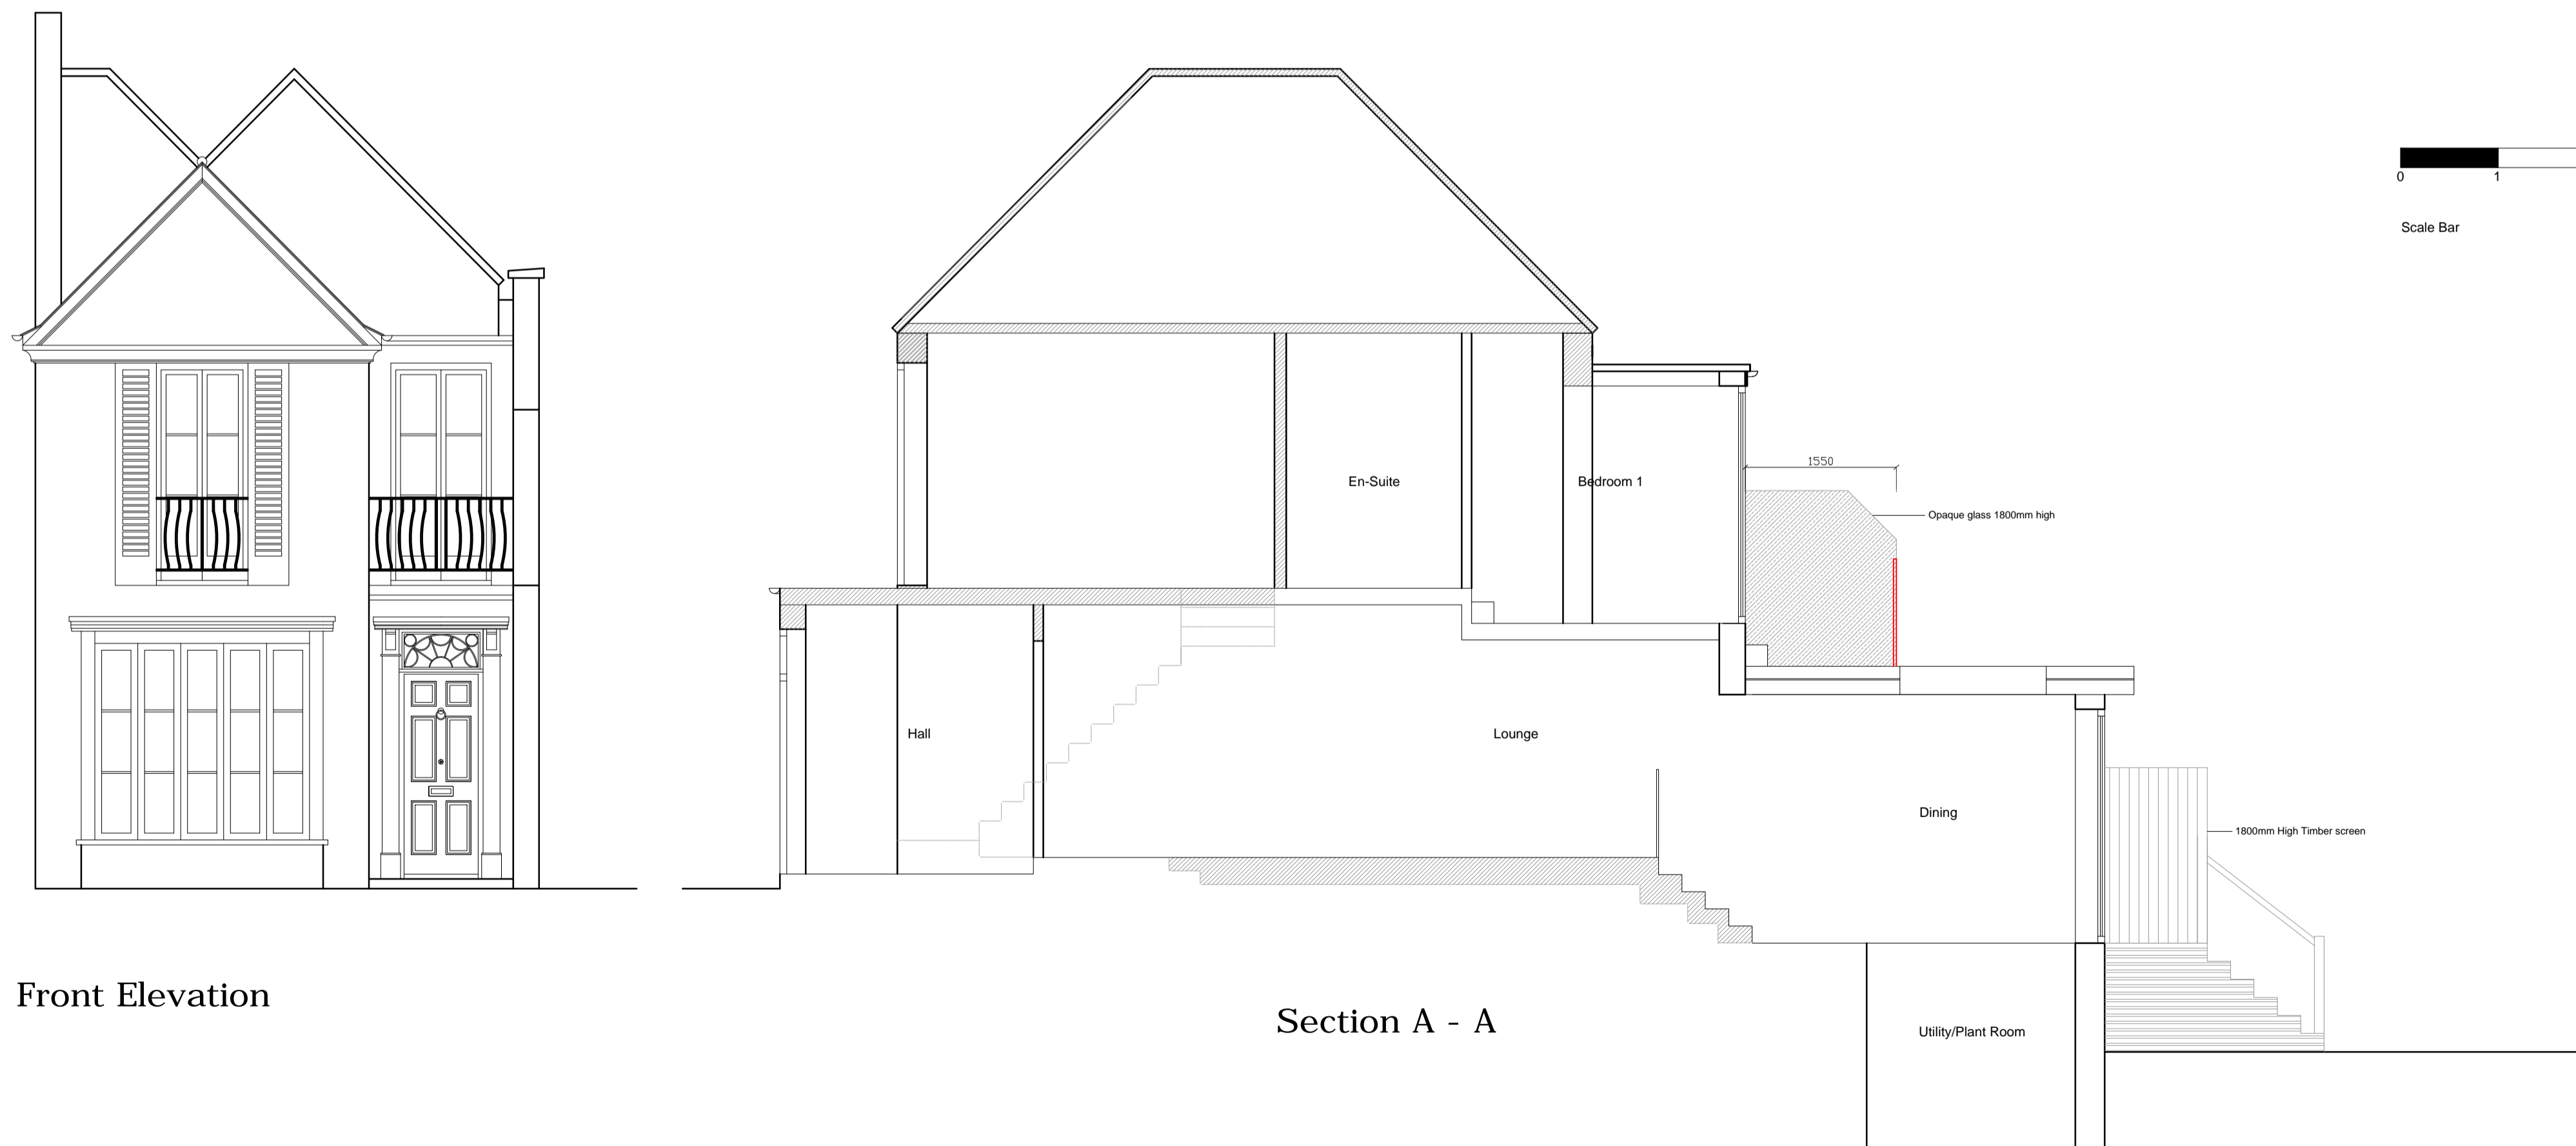 0 1
Scale Bar
1550
En-Suite
Bedroom 1
Opaque glass 1800mm high
Hall
Lounge
Dining
1800mm High Timber screen
Front Elevation
Section A - A
Utility/Plant Room